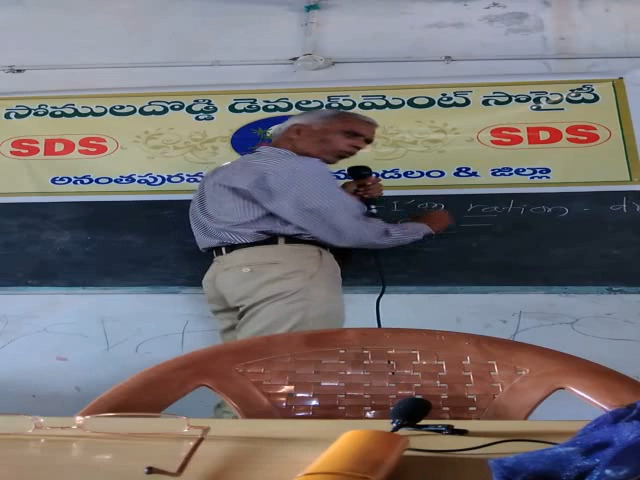 సోములదొడ్డి డెవలప్‌మెంట్ సొసైటీ
SDS SDS
అనంతపురం మండలం & జిల్లా
ration - d